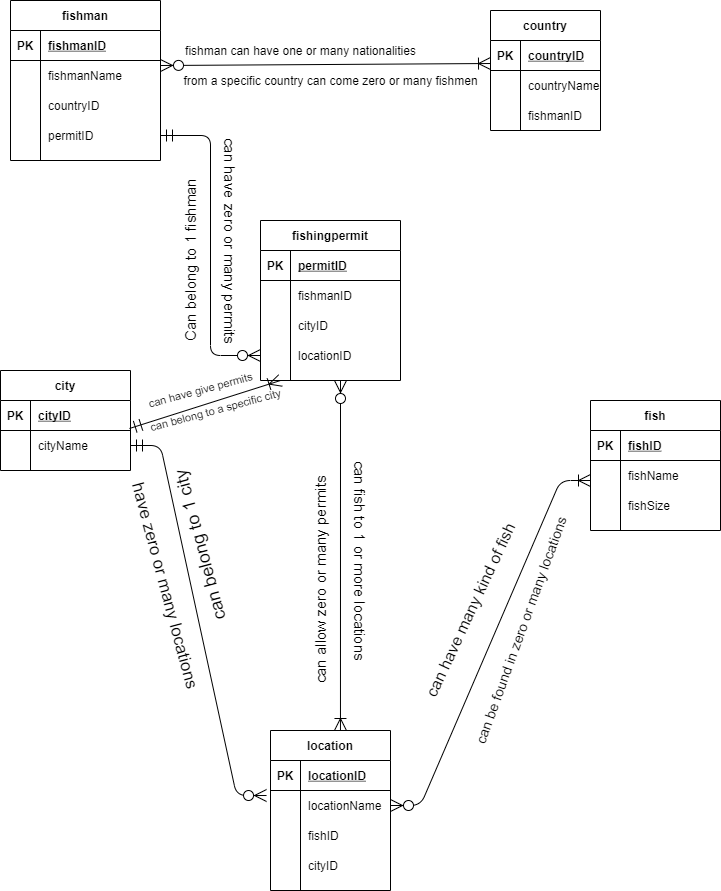 fishman
PK fishmanID
fishmanName
countryID
permitID
country
PK countryID
countryName
fishmanID
fishman can have one or many nationalities
from a specific country can come zero or many fishmen
can have zero or many permits
Can belong to 1 fishman
fishingpermit
PK permitID
fishmanID
cityID
locationID
city
PK cityID
cityName
can have give permits
can belong to a specific city
fish
PK fishID
fishName
fishSize
can belong to 1 city
have zero or many locations
can fish to 1 or more locations
can allow zero or many permits
can have many kind of fish
can be found in zero or many locations
location
PK locationID
locationName
fishID
cityID